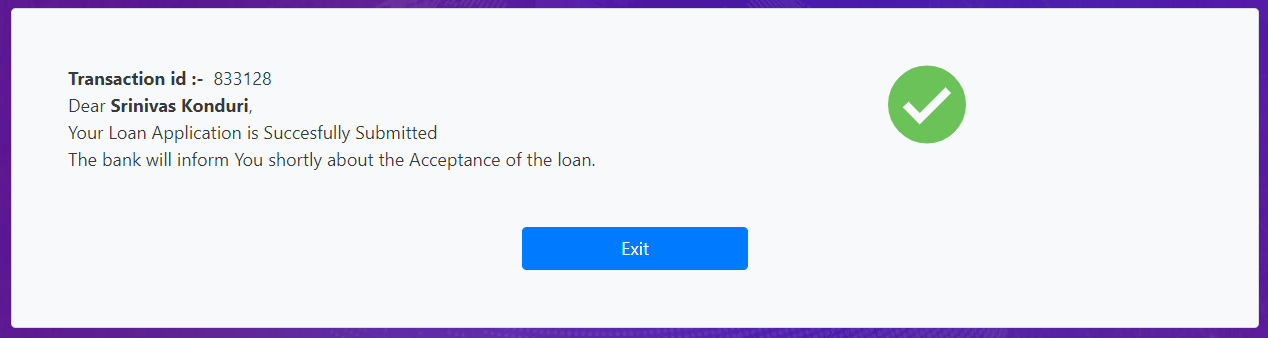 Transaction id :- 833128
Dear Srinivas Konduri,
Your Loan Application is Succesfully Submitted
The bank will inform You shortly about the Acceptance of the loan.
Exit